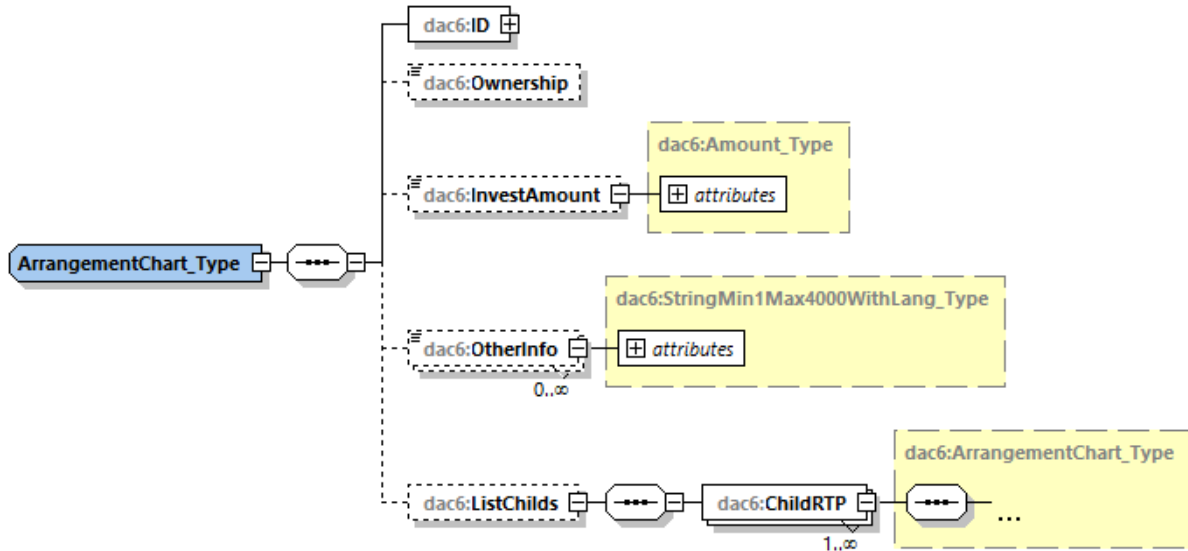 dac6:ID
dac6:Ownership
dac6:Amount_Type
dac6:InvestAmount
attributes
ArrangementChart_Type
dac6:StringMin1Max4000WithLang_Type
dac6:OtherInfo
attributes
0..∞
dac6:ArrangementChart_Type
dac6:ListChilds
dac6:ChildRTP
...
1..∞